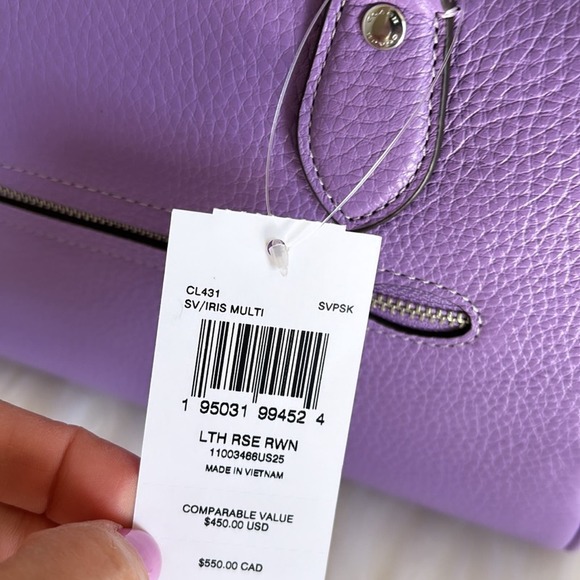 COACH
CL431
SV/IRIS MULTI SVPSK
1 95031 99452 4
LTH RSE RWN
11003466US25
MADE IN VIETNAM
COMPARABLE VALUE
$450.00 USD
$550.00 CAD